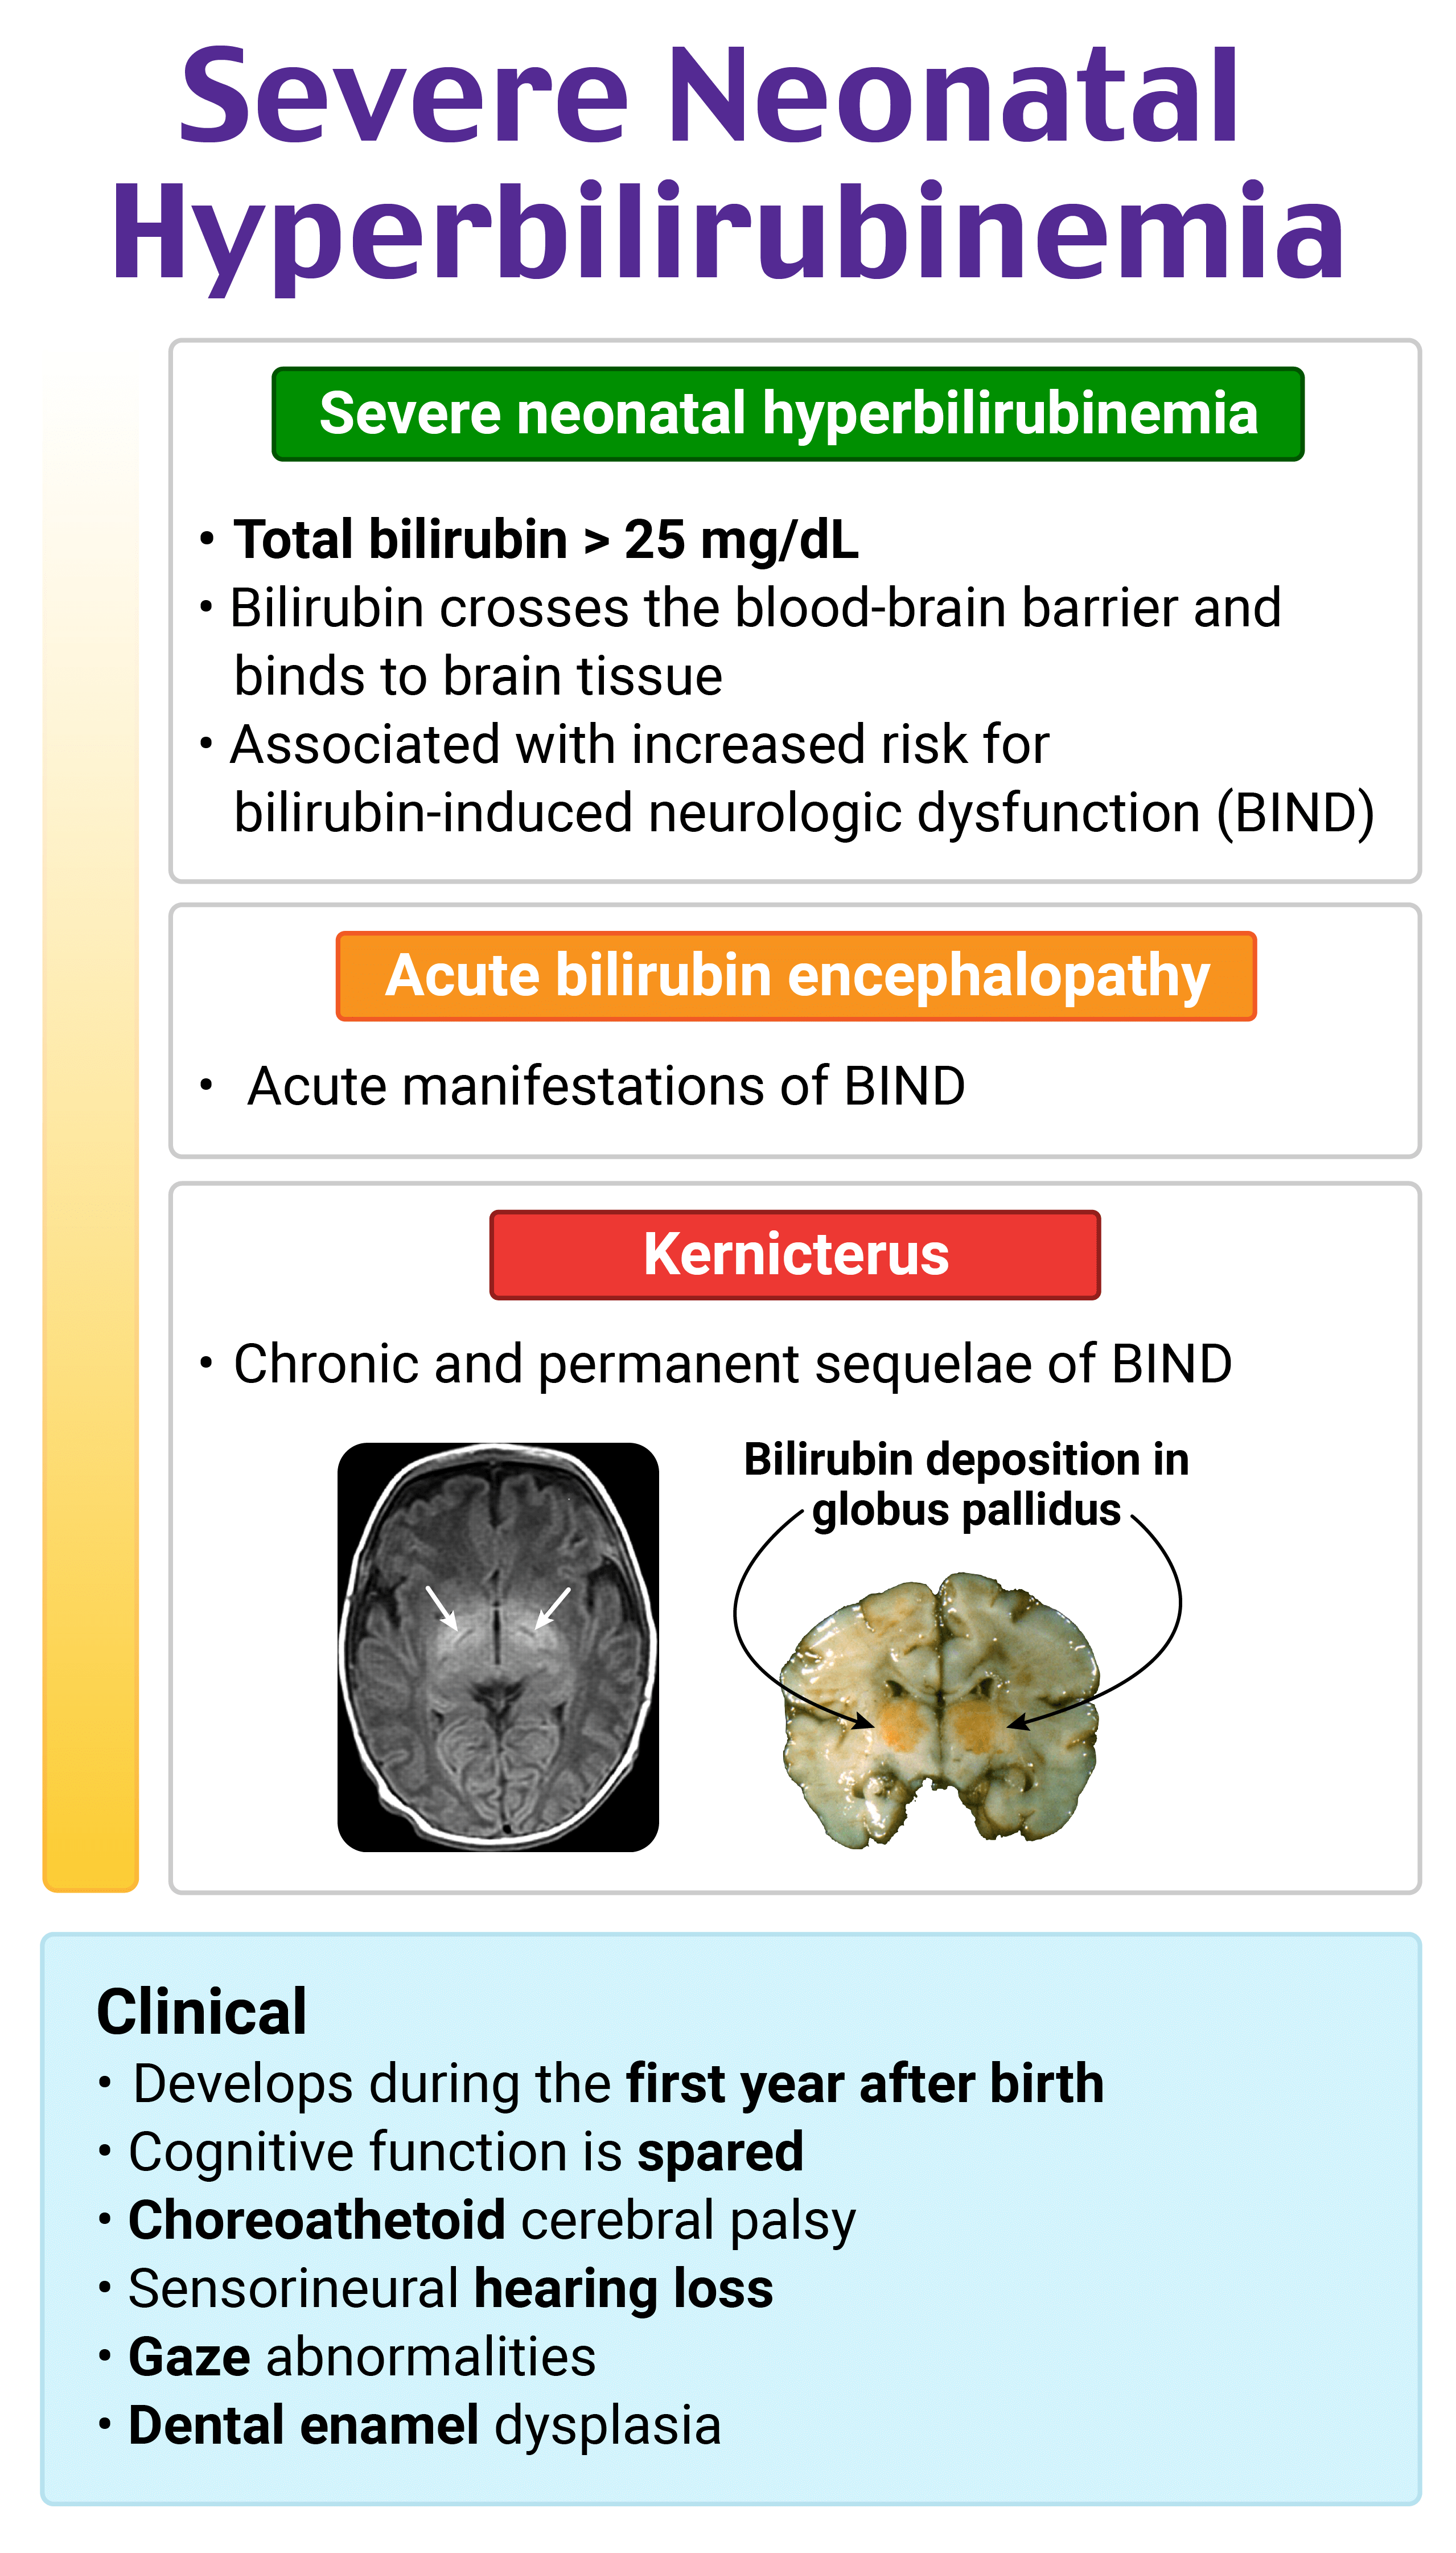 Severe Neonatal
Hyperbilirubinemia
Severe neonatal hyperbilirubinemia
• Total bilirubin > 25 mg/dL
• Bilirubin crosses the blood-brain barrier and
binds to brain tissue
• Associated with increased risk for
bilirubin-induced neurologic dysfunction (BIND)
Acute bilirubin encephalopathy
• Acute manifestations of BIND
Kernicterus
• Chronic and permanent sequelae of BIND
Bilirubin deposition in
globus pallidus
Clinical
• Develops during the first year after birth
• Cognitive function is spared
• Choreoathetoid cerebral palsy
• Sensorineural hearing loss
• Gaze abnormalities
• Dental enamel dysplasia